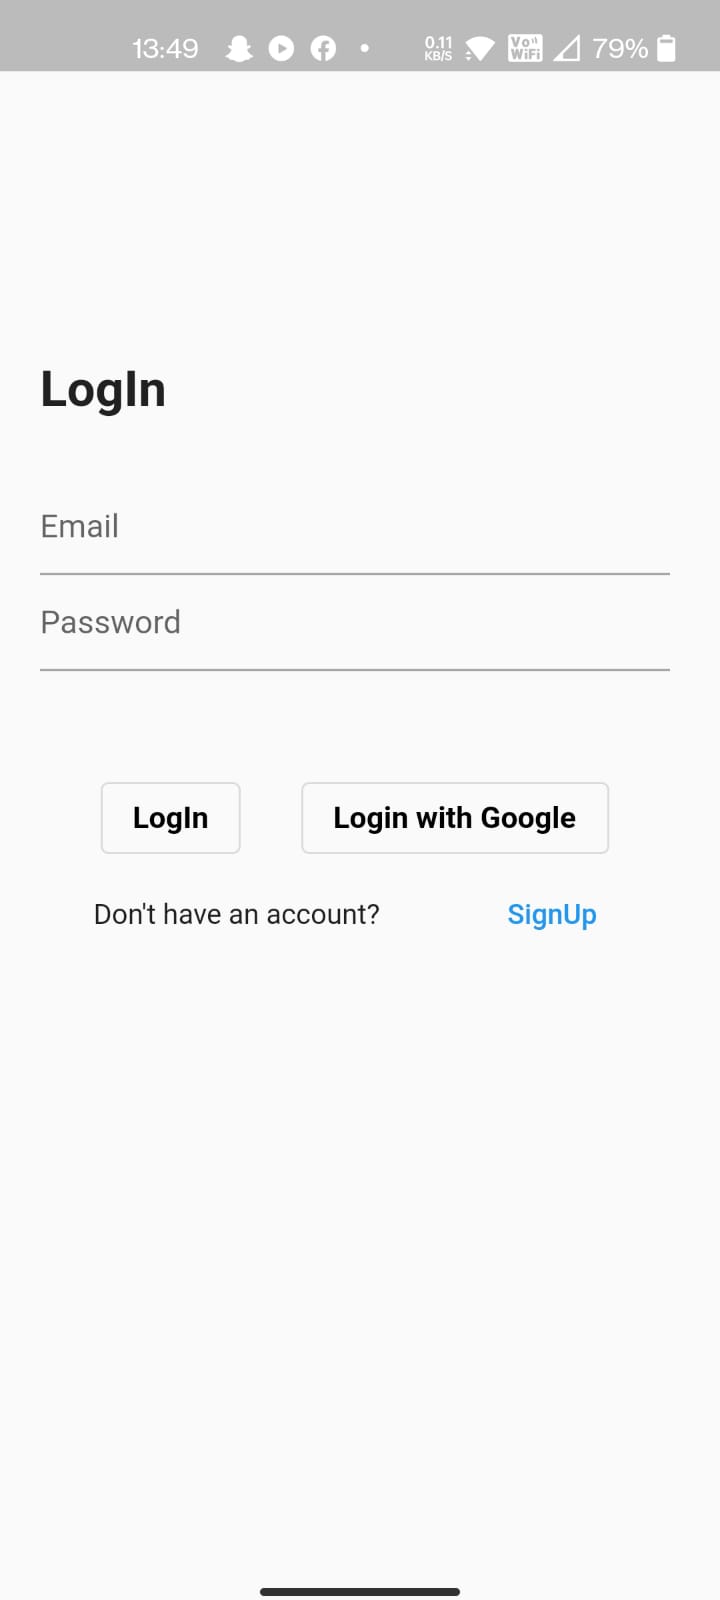 13:49 0.11 KB/S Vo WiFi 79%
LogIn
Email
Password
LogIn Login with Google
Don't have an account? SignUp